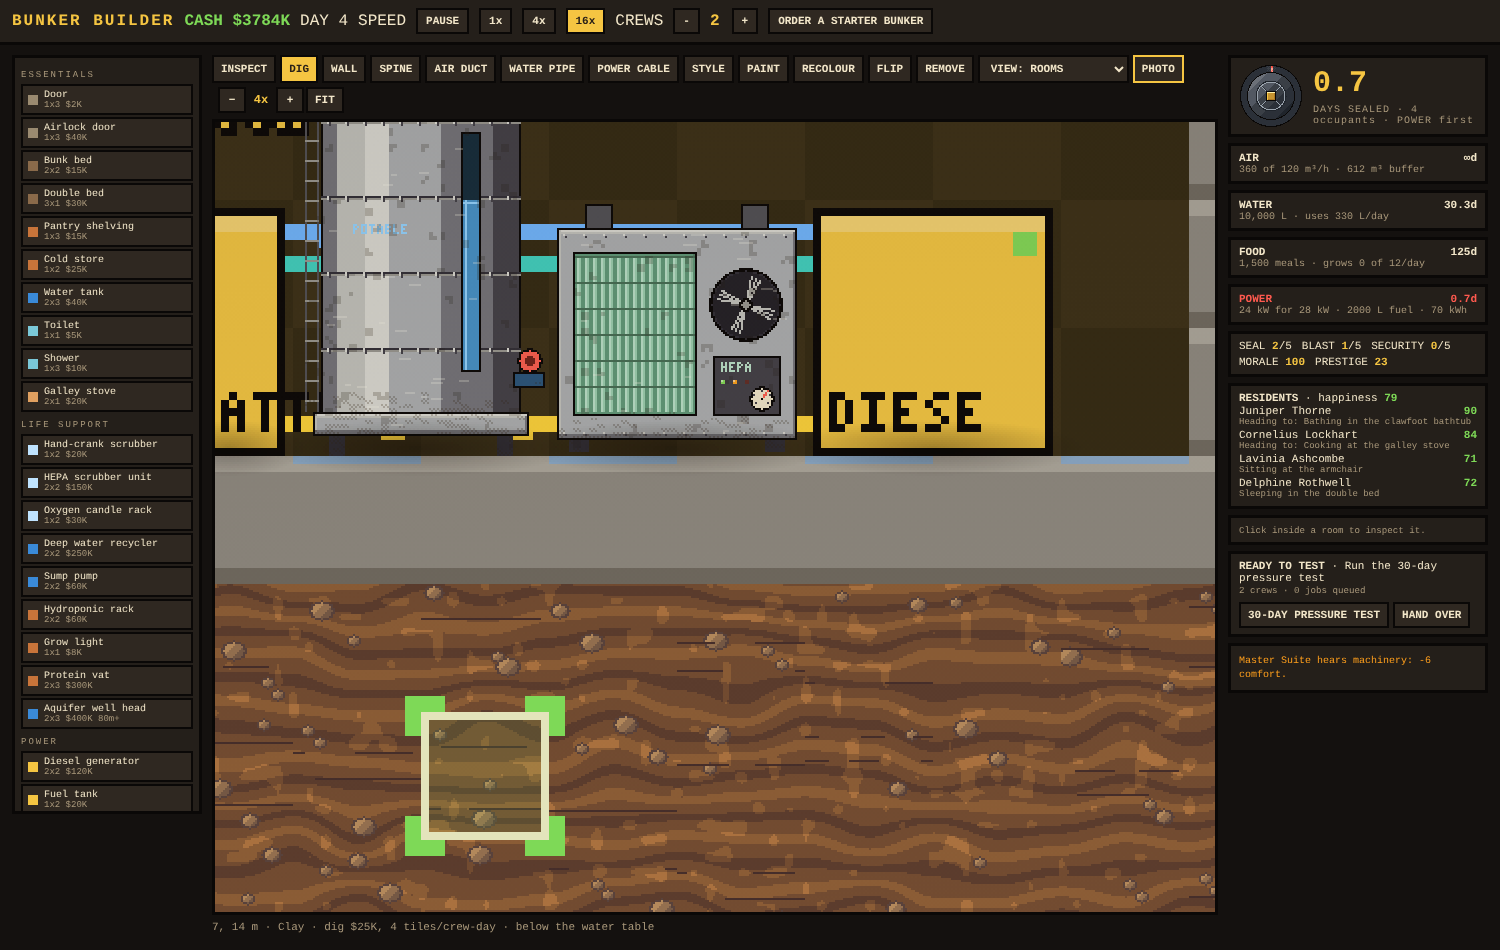 BUNKER BUILDER CASH $3784K DAY 4 SPEED PAUSE 1x 4x 16x CREWS - 2 + ORDER A STARTER BUNKER
INSPECT DIG WALL SPINE AIR DUCT WATER PIPE POWER CABLE STYLE PAINT RECOLOUR FLIP REMOVE VIEW: ROOMS PHOTO
− 4x + FIT
ESSENTIALS
Door
1x3 $2K
Airlock door
1x3 $40K
Bunk bed
2x2 $15K
Double bed
3x1 $30K
Pantry shelving
1x3 $15K
Cold store
1x2 $25K
Water tank
2x3 $40K
Toilet
1x1 $5K
Shower
1x3 $10K
Galley stove
2x1 $20K
LIFE SUPPORT
Hand-crank scrubber
1x2 $20K
HEPA scrubber unit
2x2 $150K
Oxygen candle rack
1x2 $30K
Deep water recycler
2x2 $250K
Sump pump
2x2 $60K
Hydroponic rack
2x2 $60K
Grow light
1x1 $8K
Protein vat
2x3 $300K
Aquifer well head
2x3 $400K 80m+
POWER
Diesel generator
2x2 $120K
Fuel tank
1x2 $20K
POTABLE
HEPA
DIESE
7, 14 m · Clay · dig $25K, 4 tiles/crew-day · below the water table
0.7
DAYS SEALED · 4
occupants · POWER first
AIR ∞d
360 of 120 m³/h · 612 m³ buffer
WATER 30.3d
10,000 L · uses 330 L/day
FOOD 125d
1,500 meals · grows 0 of 12/day
POWER 0.7d
24 kW for 28 kW · 2000 L fuel · 70 kWh
SEAL 2/5 BLAST 1/5 SECURITY 0/5
MORALE 100 PRESTIGE 23
RESIDENTS · happiness 79
Juniper Thorne 90
Heading to: Bathing in the clawfoot bathtub
Cornelius Lockhart 84
Heading to: Cooking at the galley stove
Lavinia Ashcombe 71
Sitting at the armchair
Delphine Rothwell 72
Sleeping in the double bed
Click inside a room to inspect it.
READY TO TEST · Run the 30-day
pressure test
2 crews · 0 jobs queued
30-DAY PRESSURE TEST HAND OVER
Master Suite hears machinery: -6
comfort.